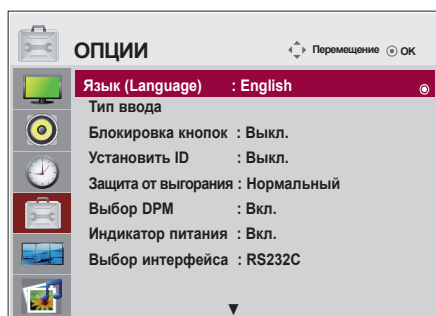 ОПЦИИ
Перемещение ОК
Язык (Language) : English
Тип ввода
Блокировка кнопок : Выкл.
Установить ID : Выкл.
Защита от выгорания : Нормальный
Выбор DPM : Вкл.
Индикатор питания : Вкл.
Выбор интерфейса : RS232C